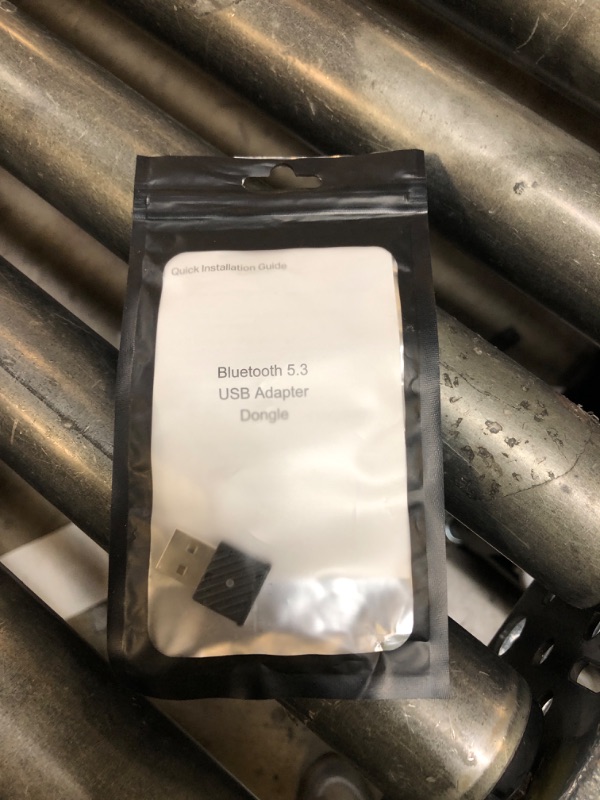 Quick Installation Guide
Bluetooth 5.3
USB Adapter
Dongle